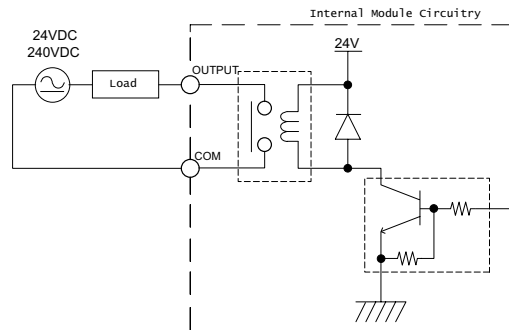 Internal Module Circuitry
24VDC
240VDC
24V
OUTPUT
Load
COM